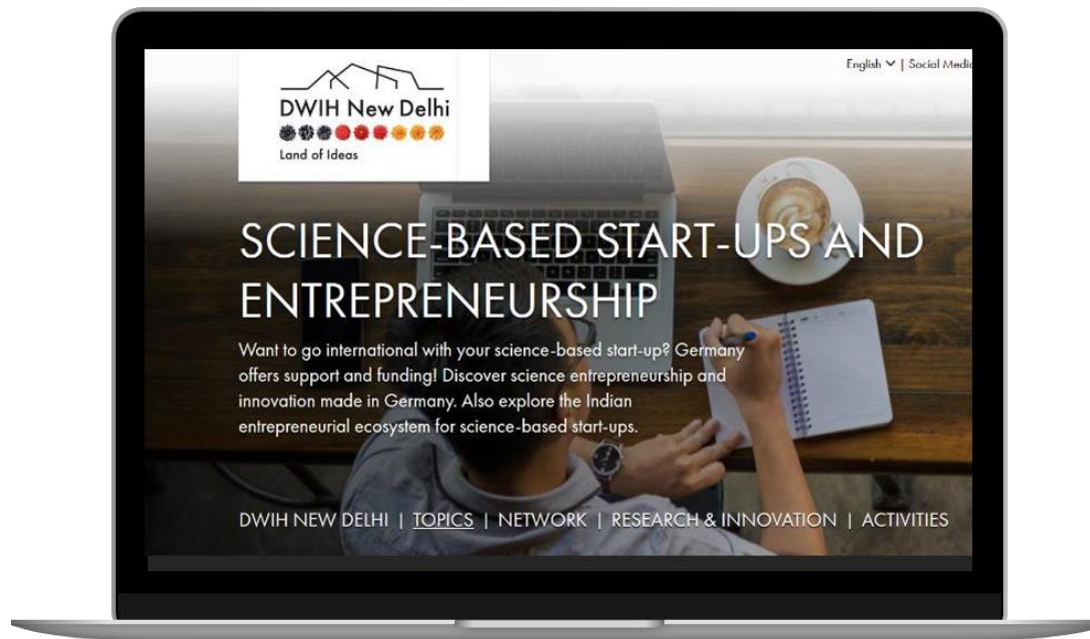 English | Social Media
DWIH New Delhi
Land of Ideas
SCIENCE-BASED START-UPS AND
ENTREPRENEURSHIP
Want to go international with your science-based start-up? Germany
offers support and funding! Discover science entrepreneurship and
innovation made in Germany. Also explore the Indian
entrepreneurial ecosystem for science-based start-ups.
DWIH NEW DELHI | TOPICS | NETWORK | RESEARCH & INNOVATION | ACTIVITIES